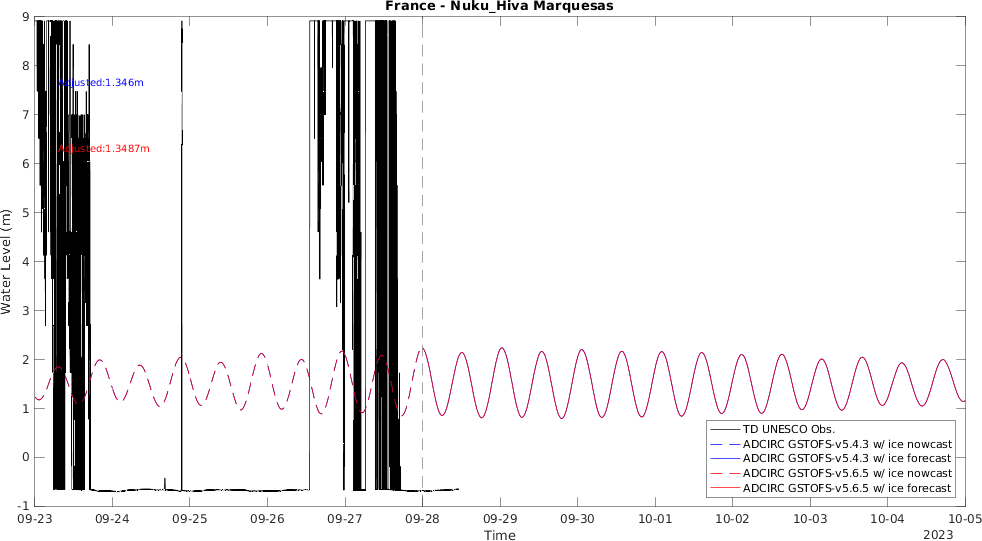 France - Nuku_Hiva Marquesas
Water Level (m)
9
8
7
6
5
4
3
2
1
0
-1
Adjusted:1.346m
Adjusted:1.3487m
TD UNESCO Obs.
ADCIRC GSTOFS-v5.4.3 w/ ice nowcast
ADCIRC GSTOFS-v5.4.3 w/ ice forecast
ADCIRC GSTOFS-v5.6.5 w/ ice nowcast
ADCIRC GSTOFS-v5.6.5 w/ ice forecast
09-23 09-24 09-25 09-26 09-27 09-28 09-29 09-30 10-01 10-02 10-03 10-04 10-05
Time
2023